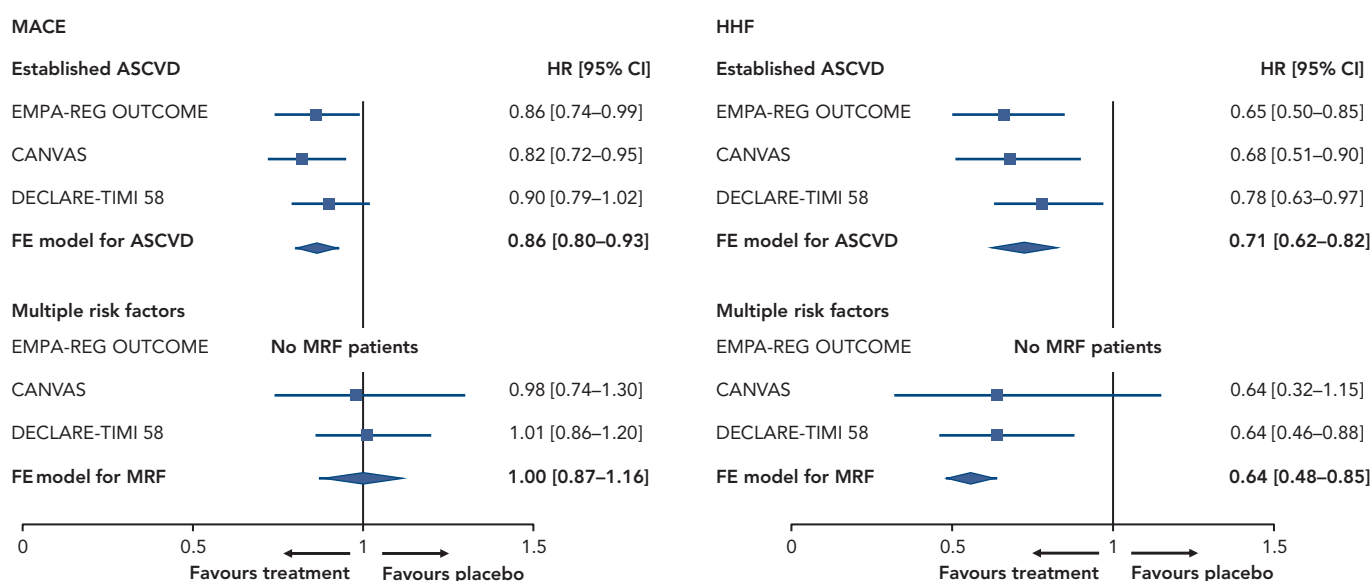 MACE
Established ASCVD HR [95% CI]
EMPA-REG OUTCOME 0.86 [0.74–0.99]
CANVAS 0.82 [0.72–0.95]
DECLARE-TIMI 58 0.90 [0.79–1.02]
FE model for ASCVD 0.86 [0.80–0.93]
Multiple risk factors
EMPA-REG OUTCOME No MRF patients
CANVAS 0.98 [0.74–1.30]
DECLARE-TIMI 58 1.01 [0.86–1.20]
FE model for MRF 1.00 [0.87–1.16]
0 0.5 1 1.5
Favours treatment Favours placebo
HHF
Established ASCVD HR [95% CI]
EMPA-REG OUTCOME 0.65 [0.50–0.85]
CANVAS 0.68 [0.51–0.90]
DECLARE-TIMI 58 0.78 [0.63–0.97]
FE model for ASCVD 0.71 [0.62–0.82]
Multiple risk factors
EMPA-REG OUTCOME No MRF patients
CANVAS 0.64 [0.32–1.15]
DECLARE-TIMI 58 0.64 [0.46–0.88]
FE model for MRF 0.64 [0.48–0.85]
0 0.5 1 1.5
Favours treatment Favours placebo